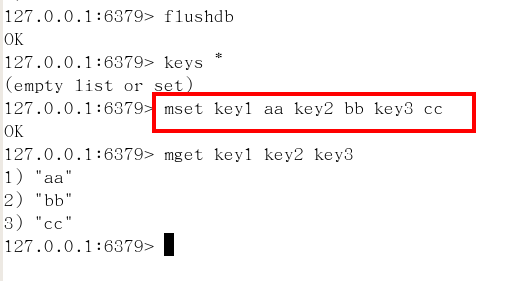 127.0.0.1:6379> flushdb
OK
127.0.0.1:6379> keys *
(empty list or set)
127.0.0.1:6379> mset key1 aa key2 bb key3 cc
OK
127.0.0.1:6379> mget key1 key2 key3
1) "aa"
2) "bb"
3) "cc"
127.0.0.1:6379>